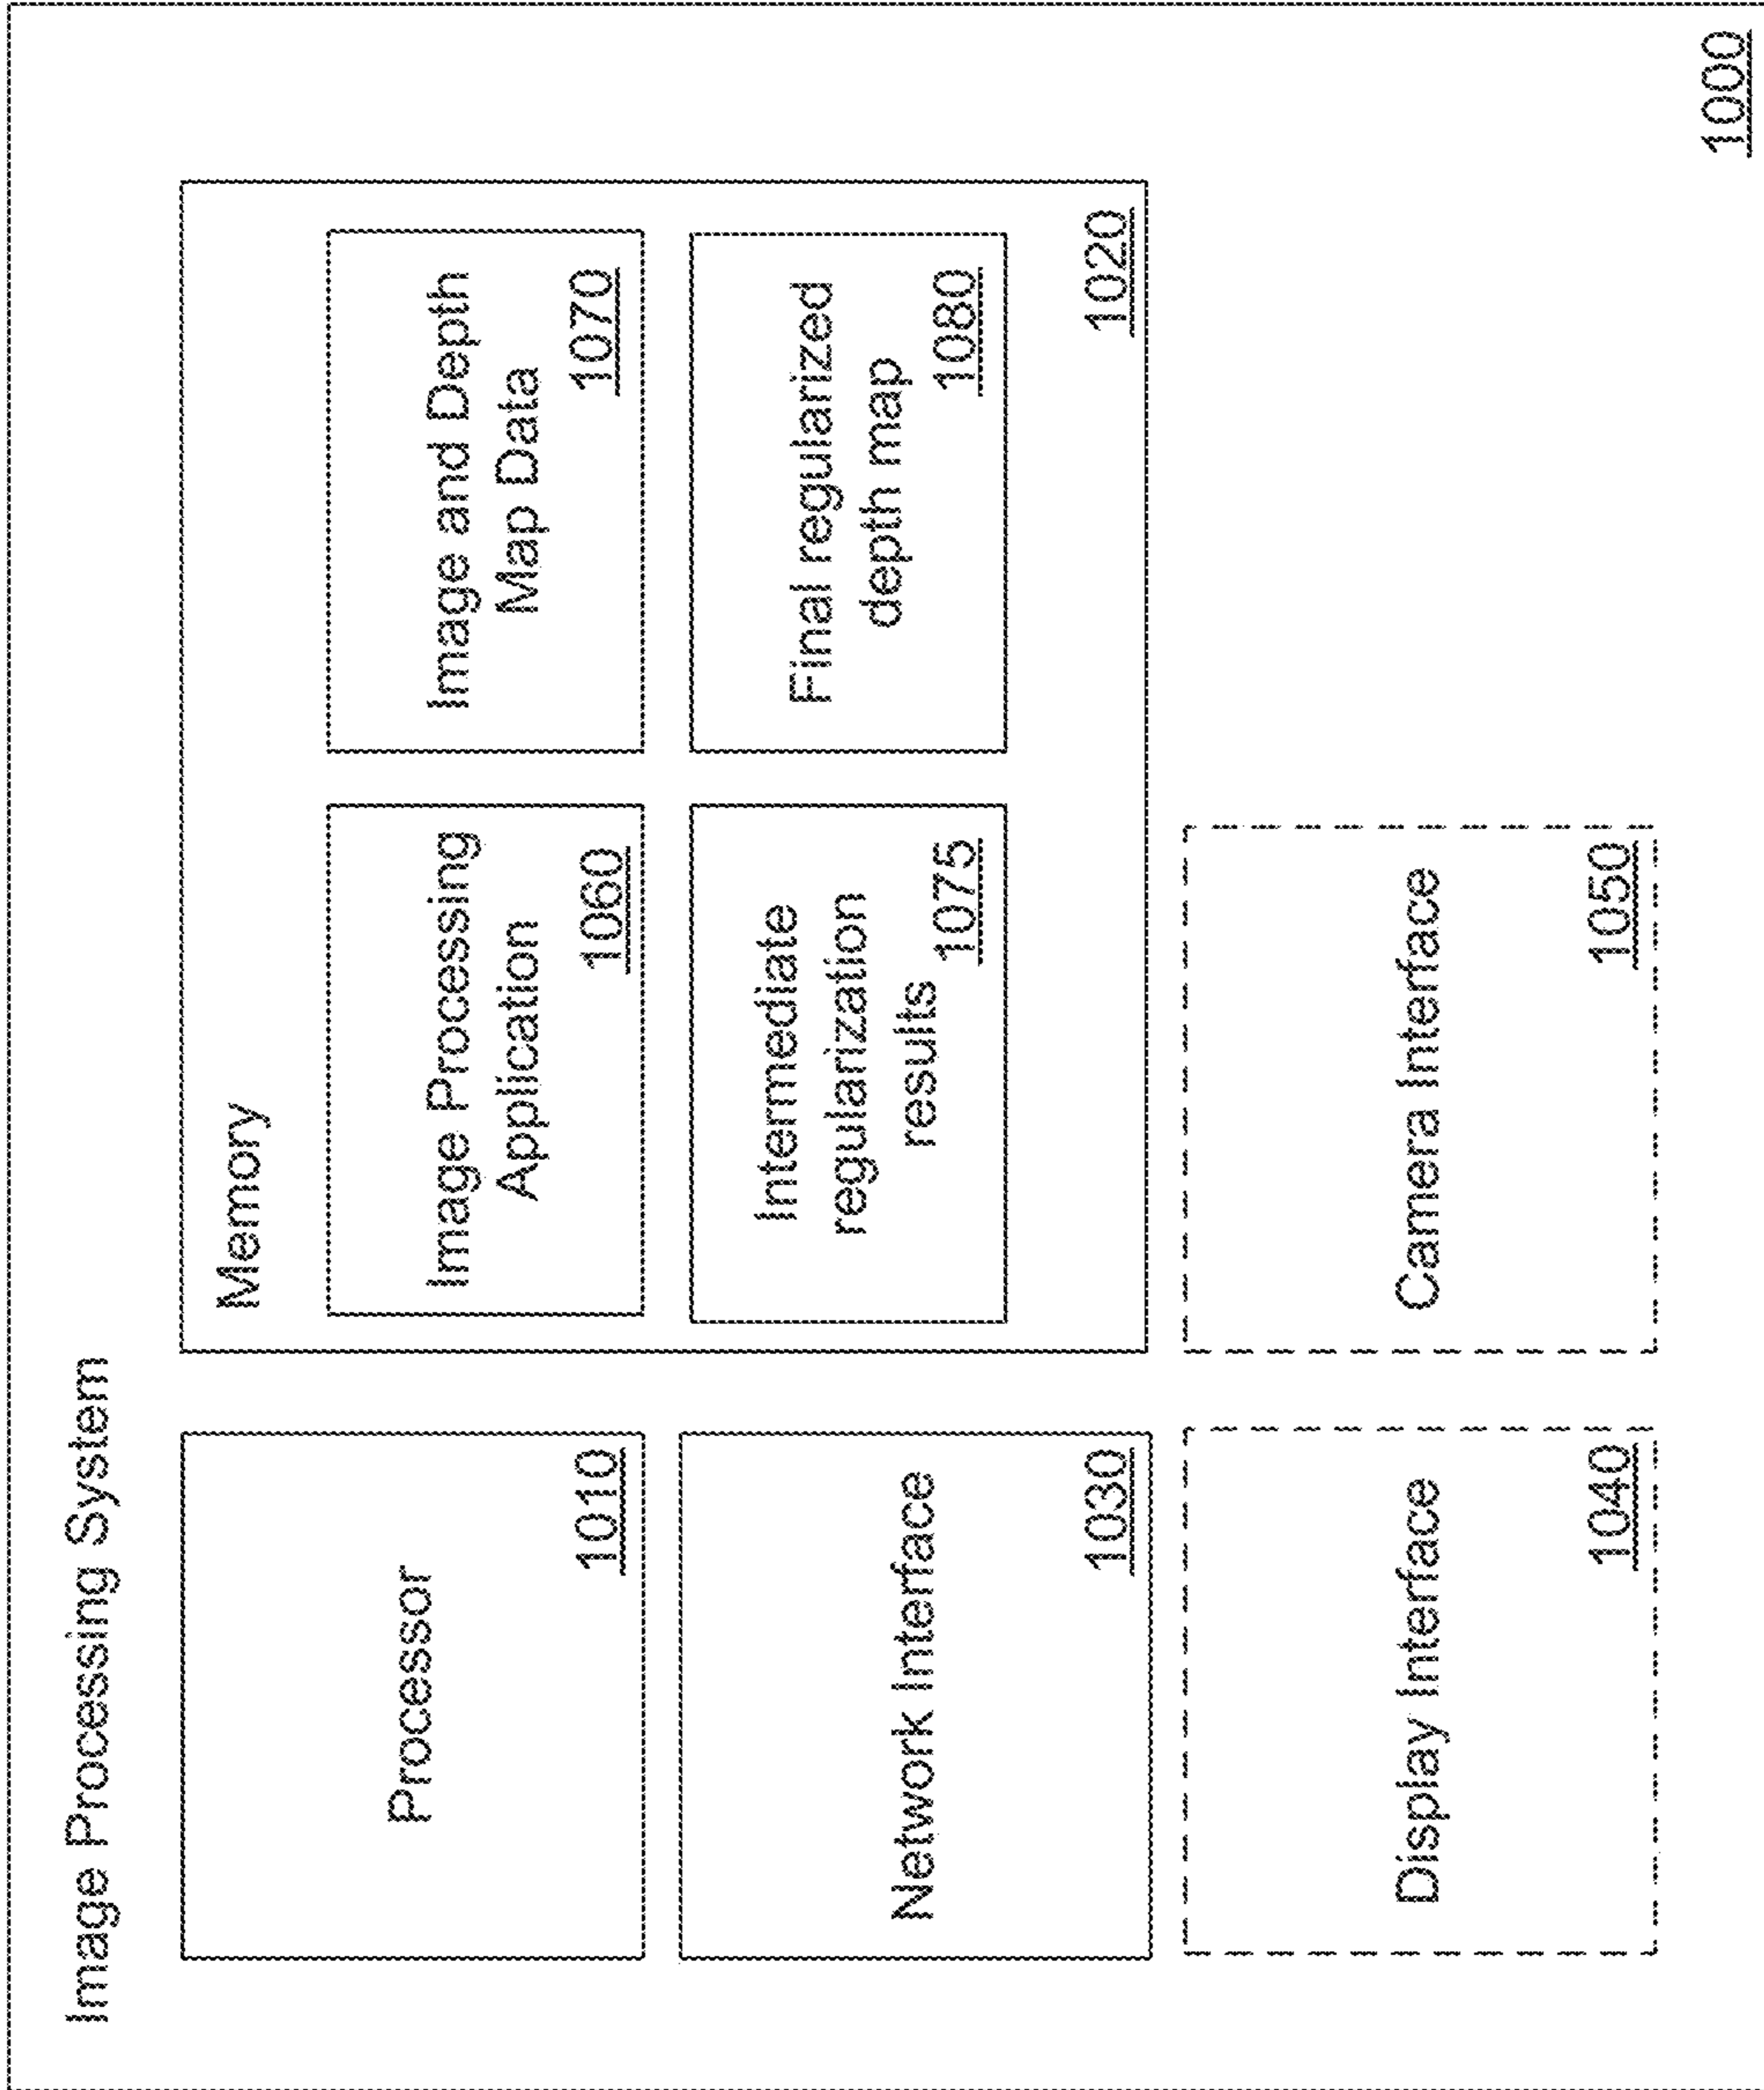 Image Processing System
Processor
1010
Memory
Image Processing
Application
1060
Image and Depth
Map Data
1070
Network Interface
1030
Intermediate
regularization
results
1075
Final regularized
depth map
1080
1020
Display Interface
1040
Camera Interface
1050
1000